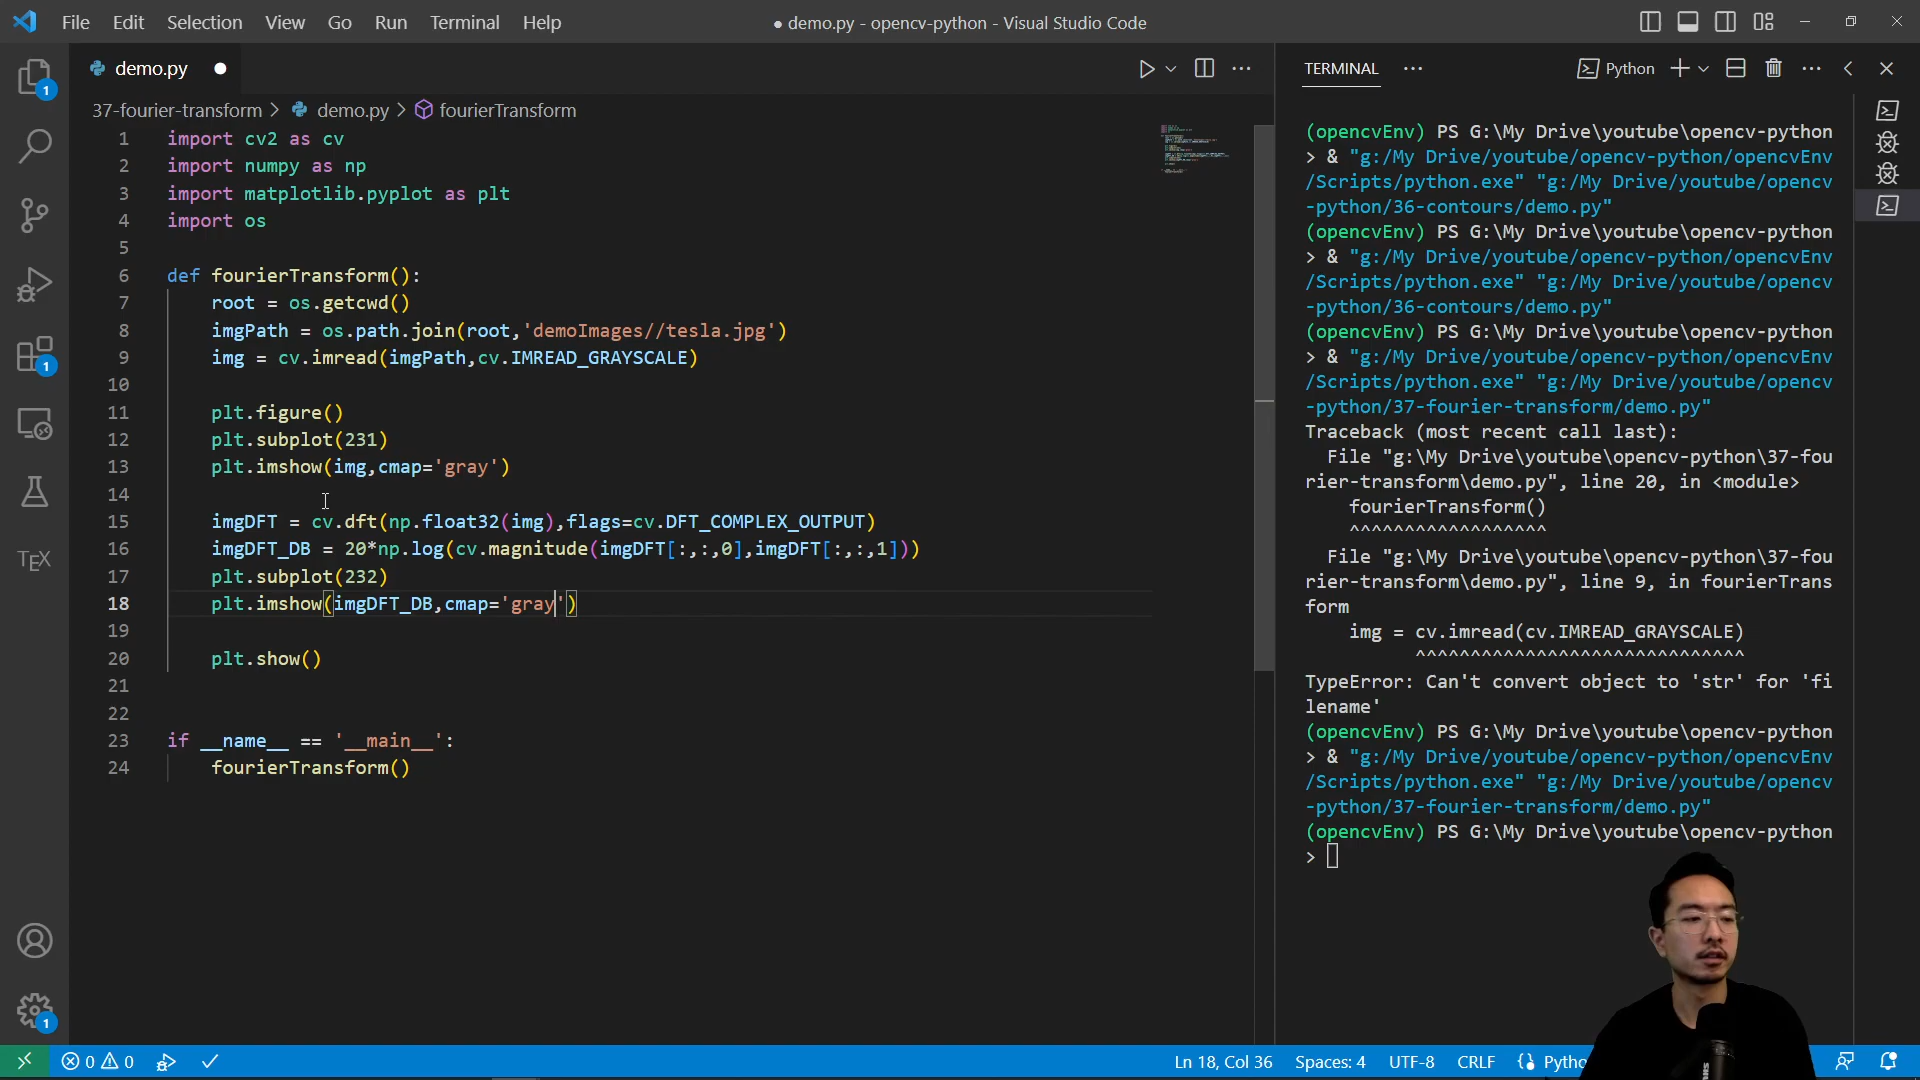 File Edit Selection View Go Run Terminal Help
● demo.py - opencv-python - Visual Studio Code
demo.py
37-fourier-transform > demo.py > fourierTransform
1 import cv2 as cv
2 import numpy as np
3 import matplotlib.pyplot as plt
4 import os
5
6 def fourierTransform():
7 root = os.getcwd()
8 imgPath = os.path.join(root,'demoImages//tesla.jpg')
9 img = cv.imread(imgPath,cv.IMREAD_GRAYSCALE)
10
11 plt.figure()
12 plt.subplot(231)
13 plt.imshow(img,cmap='gray')
14
15 imgDFT = cv.dft(np.float32(img),flags=cv.DFT_COMPLEX_OUTPUT)
16 imgDFT_DB = 20*np.log(cv.magnitude(imgDFT[:,:,0],imgDFT[:,:,1]))
17 plt.subplot(232)
18 plt.imshow(imgDFT_DB,cmap='gray')
19
20 plt.show()
21
22
23 if __name__ == '__main__':
24 fourierTransform()
1
1
TEX
1
TERMINAL
Python
(opencvEnv) PS G:\My Drive\youtube\opencv-python
> & "g:/My Drive/youtube/opencv-python/opencvEnv
/Scripts/python.exe" "g:/My Drive/youtube/opencv
-python/36-contours/demo.py"
(opencvEnv) PS G:\My Drive\youtube\opencv-python
> & "g:/My Drive/youtube/opencv-python/opencvEnv
/Scripts/python.exe" "g:/My Drive/youtube/opencv
-python/36-contours/demo.py"
(opencvEnv) PS G:\My Drive\youtube\opencv-python
> & "g:/My Drive/youtube/opencv-python/opencvEnv
/Scripts/python.exe" "g:/My Drive/youtube/opencv
-python/37-fourier-transform/demo.py"
Traceback (most recent call last):
File "g:\My Drive\youtube\opencv-python\37-fou
rier-transform\demo.py", line 20, in <module>
fourierTransform()
^^^^^^^^^^^^^^^^^^
File "g:\My Drive\youtube\opencv-python\37-fou
rier-transform\demo.py", line 9, in fourierTrans
form
img = cv.imread(cv.IMREAD_GRAYSCALE)
^^^^^^^^^^^^^^^^^^^^^^^^^^^^^^
TypeError: Can't convert object to 'str' for 'fi
lename'
(opencvEnv) PS G:\My Drive\youtube\opencv-python
> & "g:/My Drive/youtube/opencv-python/opencvEnv
/Scripts/python.exe" "g:/My Drive/youtube/opencv
-python/37-fourier-transform/demo.py"
(opencvEnv) PS G:\My Drive\youtube\opencv-python
>
0 0 Ln 18, Col 36 Spaces: 4 UTF-8 CRLF {} Pytho